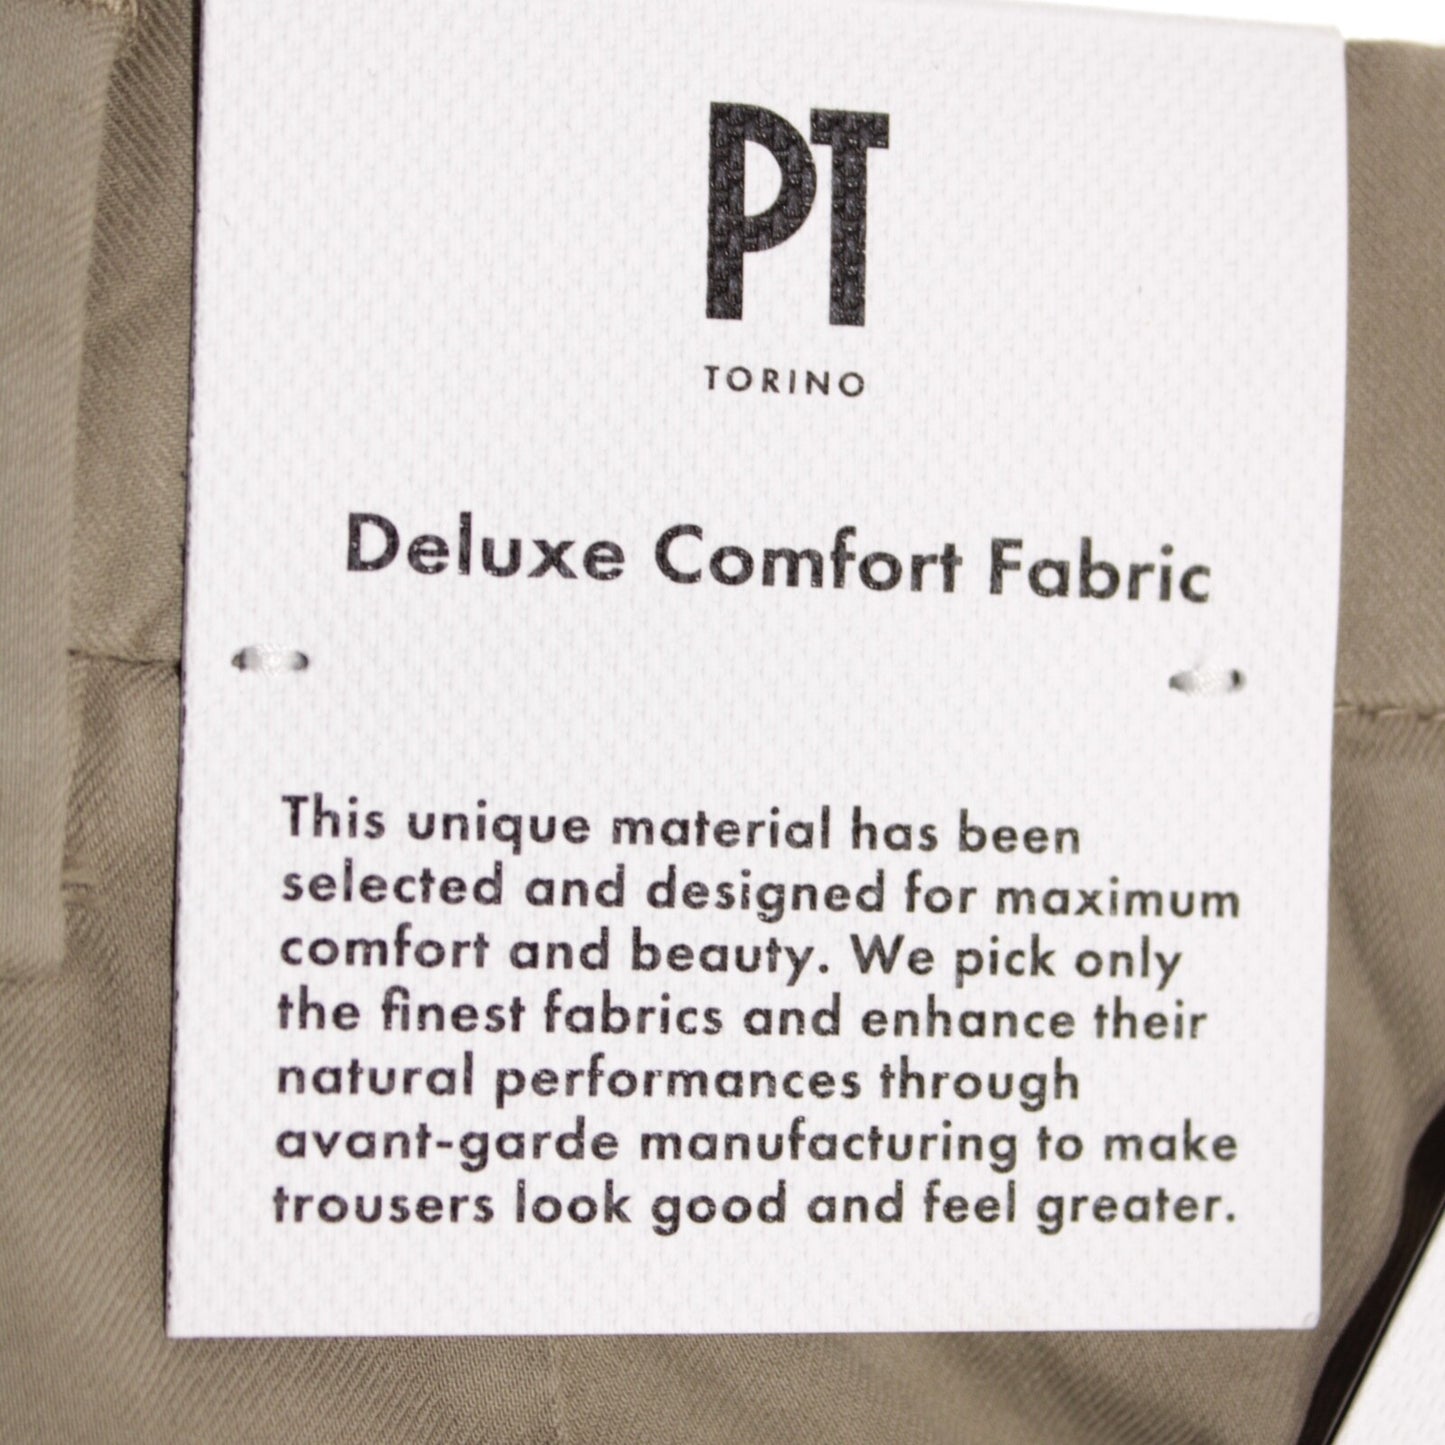 PT
TORINO
Deluxe Comfort Fabric
This unique material has been
selected and designed for maximum
comfort and beauty. We pick only
the finest fabrics and enhance their
natural performances through
avant-garde manufacturing to make
trousers look good and feel greater.